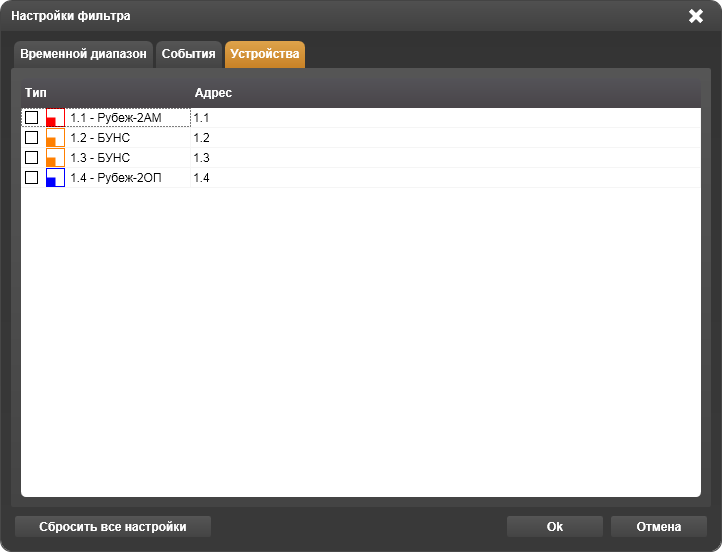 Настройки фильтра
Временной диапазон События Устройства
Тип Адрес
1.1 - Рубеж-2АМ 1.1
1.2 - БУНС 1.2
1.3 - БУНС 1.3
1.4 - Рубеж-2ОП 1.4
Сбросить все настройки Ok Отмена